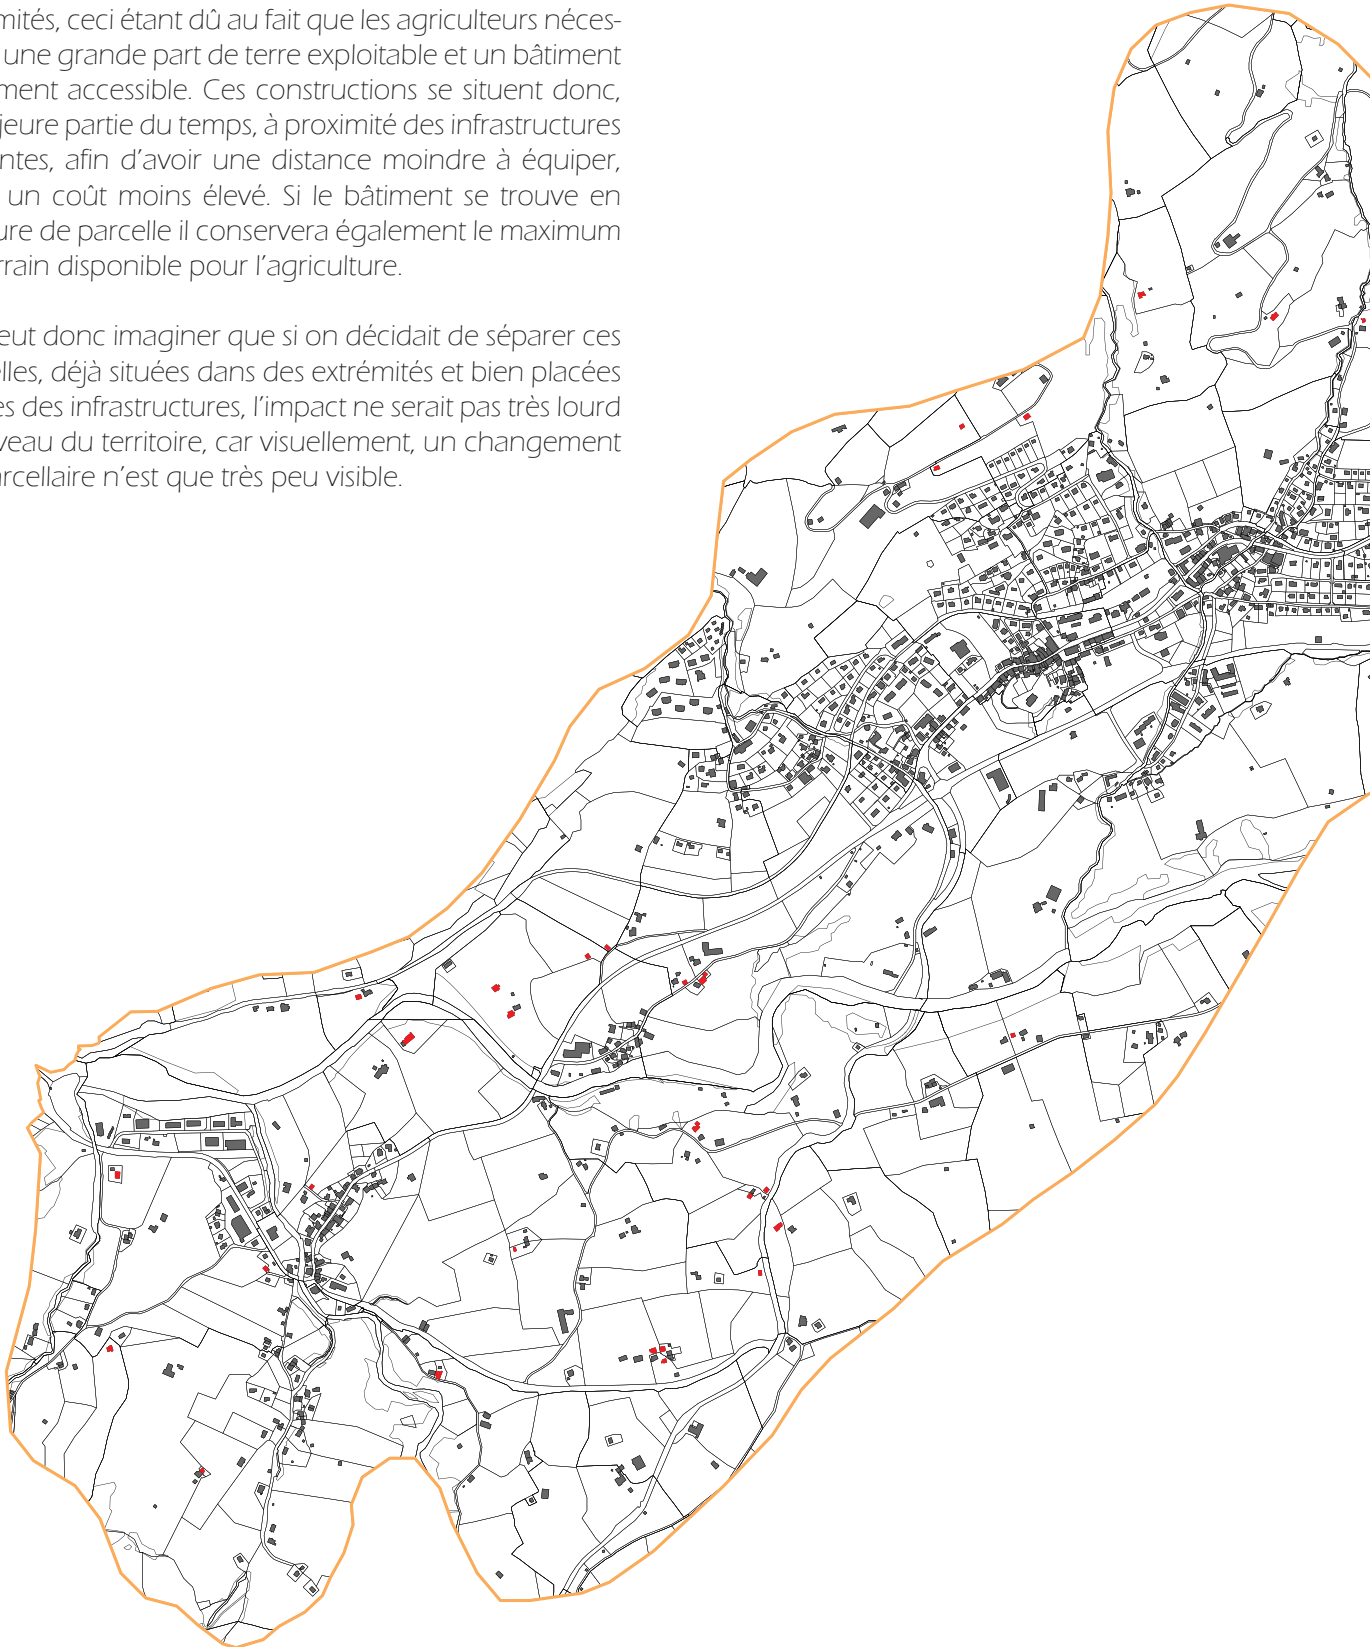 mités, ceci étant dû au fait que les agriculteurs néces-
une grande part de terre exploitable et un bâtiment
ment accessible. Ces constructions se situent donc,
jeure partie du temps, à proximité des infrastructures
ntes, afin d'avoir une distance moindre à équiper,
un coût moins élevé. Si le bâtiment se trouve en
ure de parcelle il conservera également le maximum
rrain disponible pour l'agriculture.
eut donc imaginer que si on décidait de séparer ces
elles, déjà situées dans des extrémités et bien placées
es des infrastructures, l'impact ne serait pas très lourd
veau du territoire, car visuellement, un changement
arcellaire n'est que très peu visible.